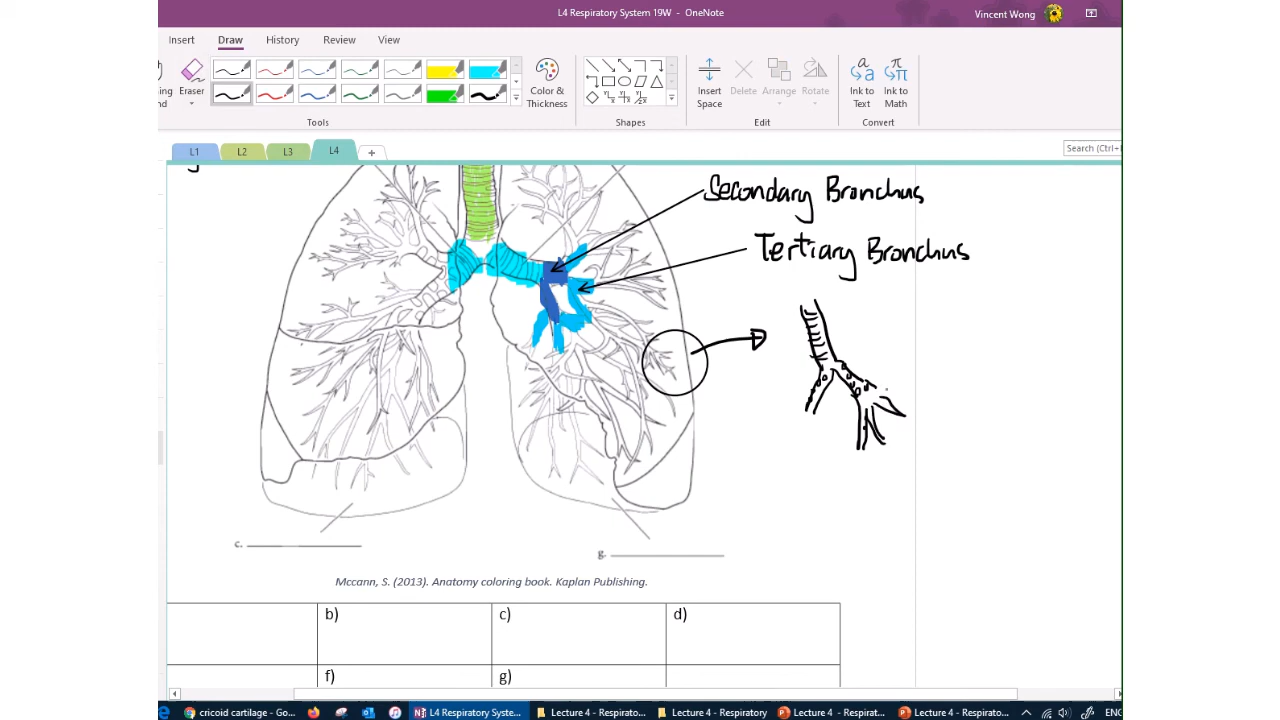 L4 Respiratory System 19W - OneNote
Vincent Wong
Insert Draw History Review View
Eraser
Color & Thickness
Insert Space
Delete
Arrange
Rotate
Ink to Text
Ink to Math
Tools
Shapes
Edit
Convert
L1 L2 L3 L4 +
Search (Ctrl+
Secondary Bronchus
Tertiary Bronchus
c.
g.
Mccann, S. (2013). Anatomy coloring book. Kaplan Publishing.
b) c) d)
f) g)
cricoid cartilage - Go...
L4 Respiratory Syste...
Lecture 4 - Respirato...
Lecture 4 - Respiratory
Lecture 4 - Respirat...
Lecture 4 - Respirato...
ENG